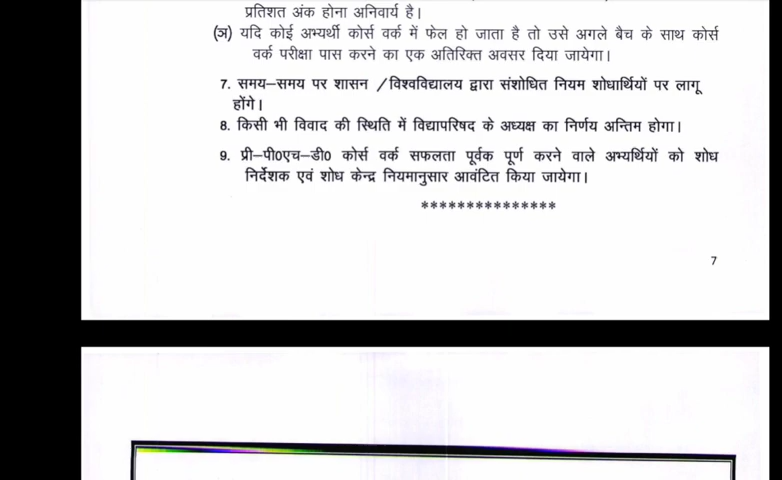 प्रतिशत अंक होना अनिवार्य है।
(ञ) यदि कोई अभ्यर्थी कोर्स वर्क में फेल हो जाता है तो उसे अगले बैच के साथ कोर्स
वर्क परीक्षा पास करने का एक अतिरिक्त अवसर दिया जायेगा।
7. समय–समय पर शासन /विश्वविद्यालय द्वारा संशोधित नियम शोधार्थियों पर लागू
होंगे।
8. किसी भी विवाद की स्थिति में विद्यापरिषद के अध्यक्ष का निर्णय अन्तिम होगा।
9. प्री–पी0एच–डी0 कोर्स वर्क सफलता पूर्वक पूर्ण करने वाले अभ्यर्थियों को शोध
निर्देशक एवं शोध केन्द्र नियमानुसार आवंटित किया जायेगा।
***************
7